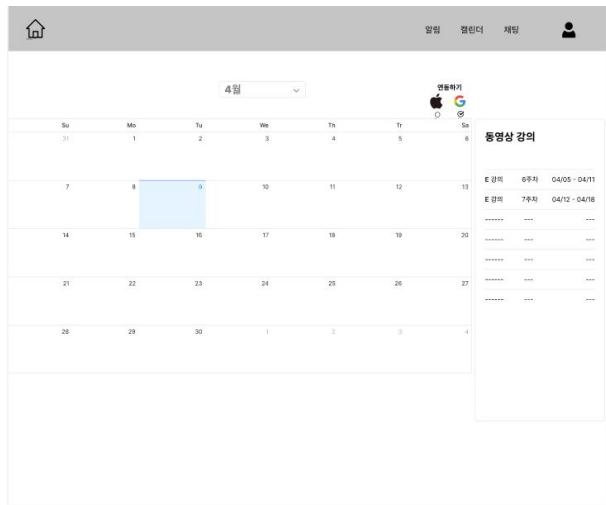 알림 캘린더 채팅
4월
연동하기
Su Mo Tu We Th Tr Sa
31 1 2 3 4 5 6
7 8 9 10 11 12 13
14 15 16 17 18 19 20
21 22 23 24 25 26 27
28 29 30 1 2 3 4
동영상 강의
E 강의 6주차 04/05 - 04/11
E 강의 7주차 04/12 - 04/18
------ --- ---
------ --- ---
------ --- ---
------ --- ---
------ --- ---